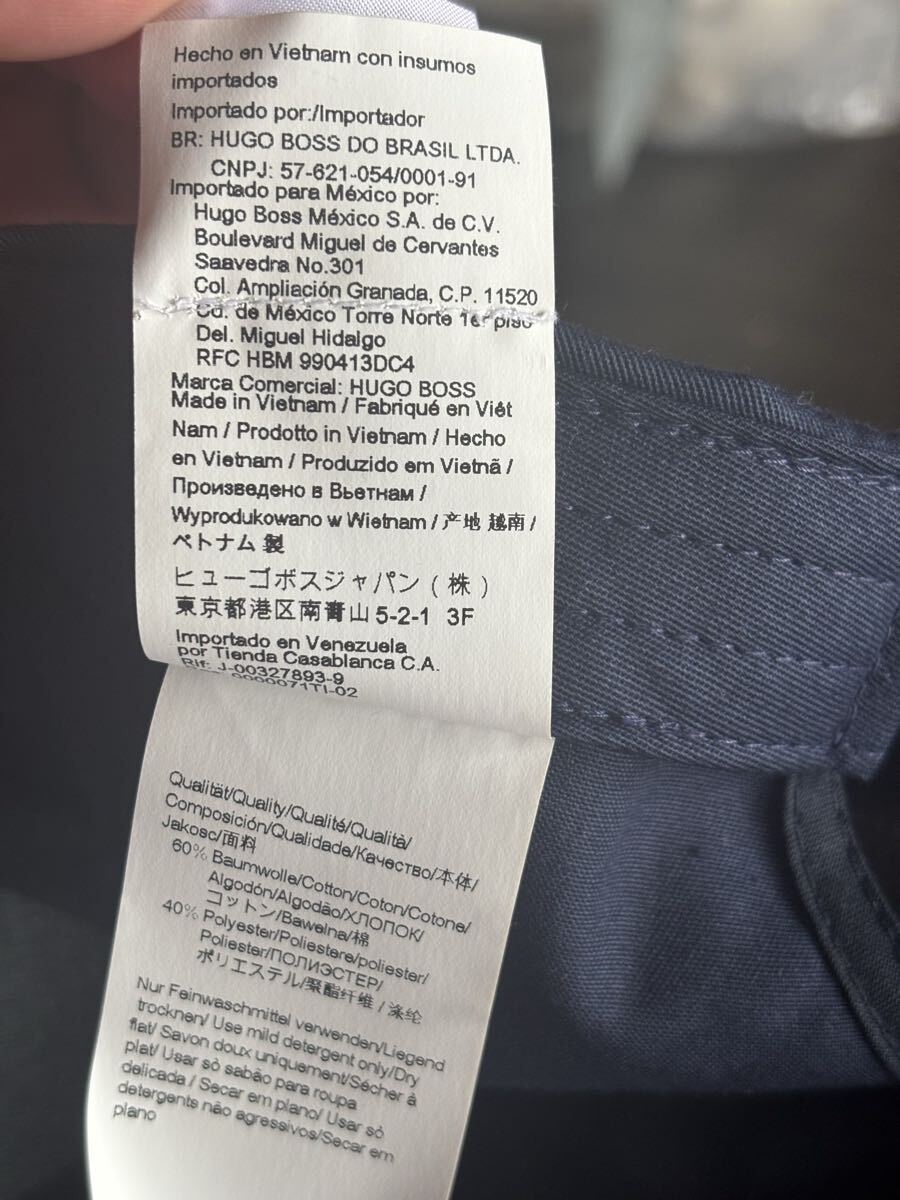 Hecho en Vietnam con insumos
importados
Importado por:/Importador
BR: HUGO BOSS DO BRASIL LTDA.
CNPJ: 57-621-054/0001-91
Importado para México por:
Hugo Boss México S.A. de C.V.
Boulevard Miguel de Cervantes
Saavedra No.301
Col. Ampliación Granada, C.P. 11520
Cd. de México Torre Norte 1er piso
Del. Miguel Hidalgo
RFC HBM 990413DC4
Marca Comercial: HUGO BOSS
Made in Vietnam / Fabriqué en Viêt
Nam / Prodotto in Vietnam / Hecho
en Vietnam / Produzido em Vietnã /
Произведено в Вьетнам /
Wyprodukowano w Wietnam / 产地 越南 /
ベトナム 製
ヒューゴボスジャパン ( 株 )
東京都港区南青山 5-2-1 3F
Importado en Venezuela
por Tienda Casablanca C.A.
Rif: J-00327893-9
Qualität/Quality/Qualité/Qualità/
Composición/Qualidade/Качество/本体/
Jakosc/面料
60% Baumwolle/Cotton/Coton/Cotone/
Algodón/Algodão/ХЛОПОК/
コットン/Bawelna/棉
40% Polyester/Poliestere/poliester/
Poliester/ПОЛИЭСТЕР/
ポリエステル/聚酯纤维 / 涤纶
Nur Feinwaschmittel verwenden/Liegend
trocknen/ Use mild detergent only/Dry
flat/ Savon doux uniquement/Sécher à
plat/ Usar sò sabão para roupa
delicada / Secar em plano/ Usar sò
detergents não agressivos/Secar em
plano